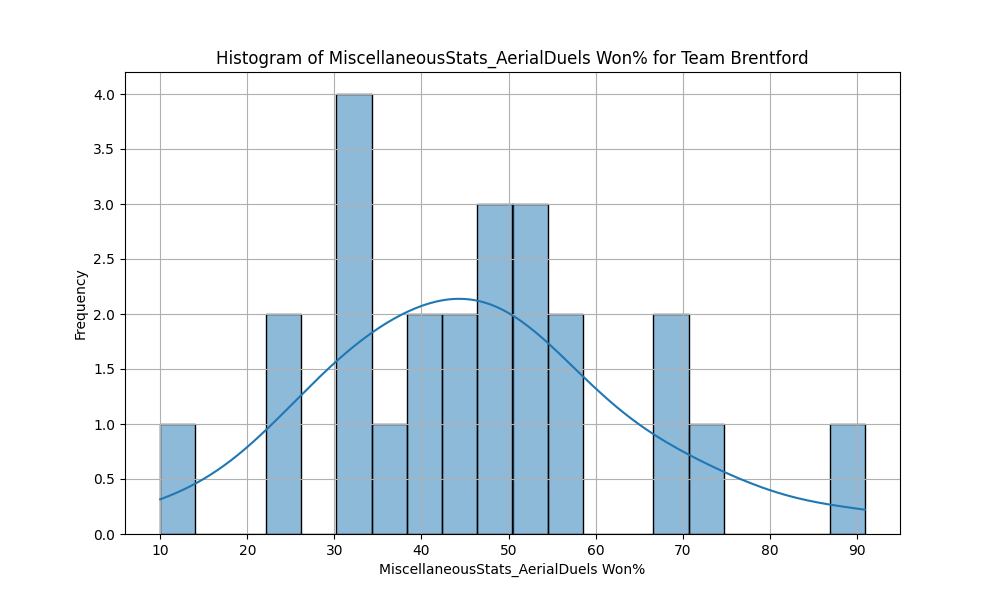 Histogram of MiscellaneousStats_AerialDuels Won% for Team Brentford
4.0
3.5
3.0
2.5
2.0
1.5
1.0
0.5
0.0
Frequency
10 20 30 40 50 60 70 80 90
MiscellaneousStats_AerialDuels Won%